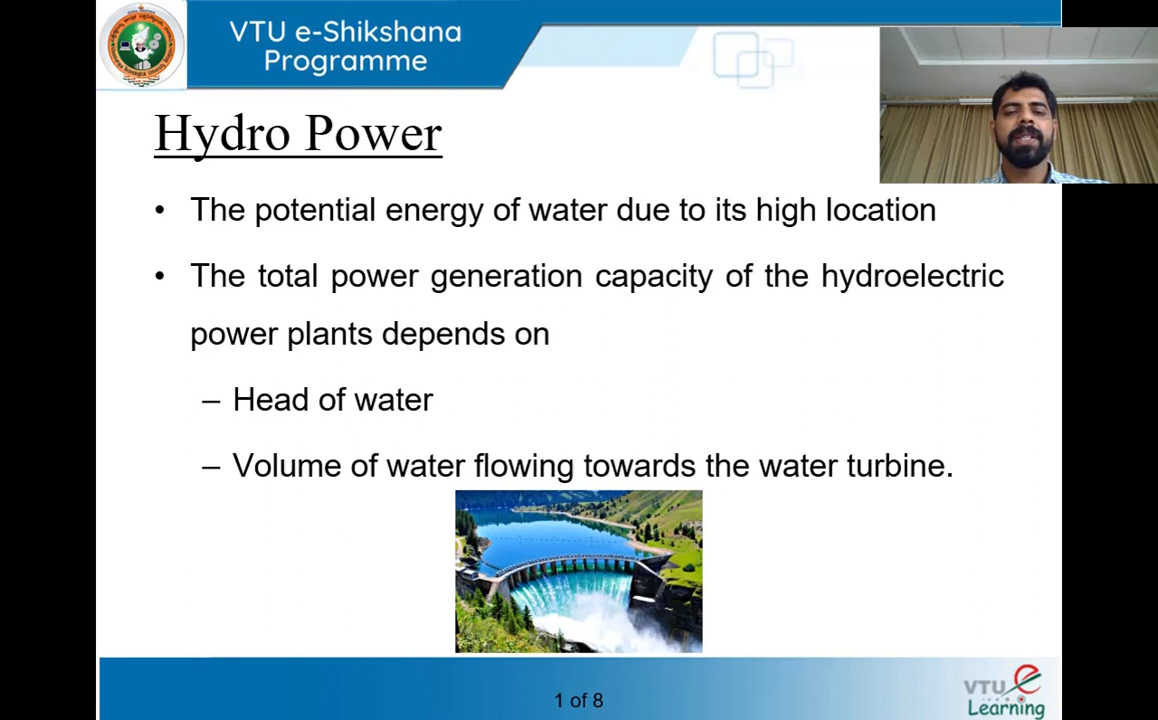 VTU e-Shikshana
Programme
Hydro Power
• The potential energy of water due to its high location
• The total power generation capacity of the hydroelectric
power plants depends on
– Head of water
– Volume of water flowing towards the water turbine.
1 of 8
VTU e
Learning